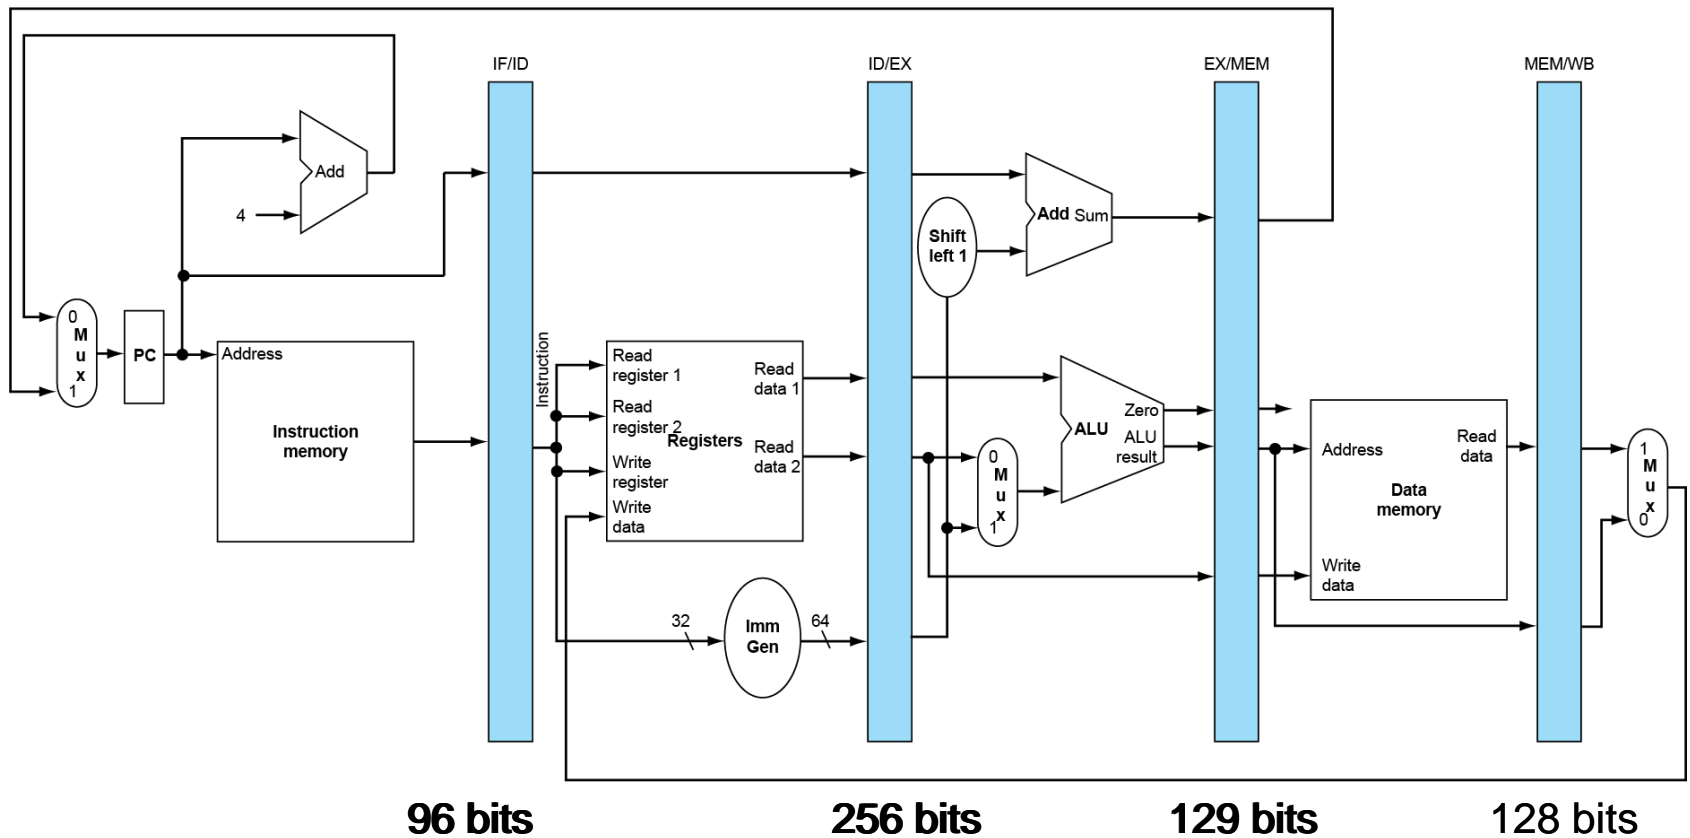 IF/ID
ID/EX
EX/MEM
MEM/WB
Add
4
Add Sum
Shift
left 1
0
M
u
x
1
PC
Address
Instruction
memory
Instruction
Read
register 1
Read
register 2
Registers
Write
register
Write
data
Read
data 1
Read
data 2
32
Imm
Gen
64
0
M
u
x
1
Zero
ALU
ALU
result
Address
Read
data
Data
memory
Write
data
1
M
u
x
0
96 bits
256 bits
129 bits
128 bits